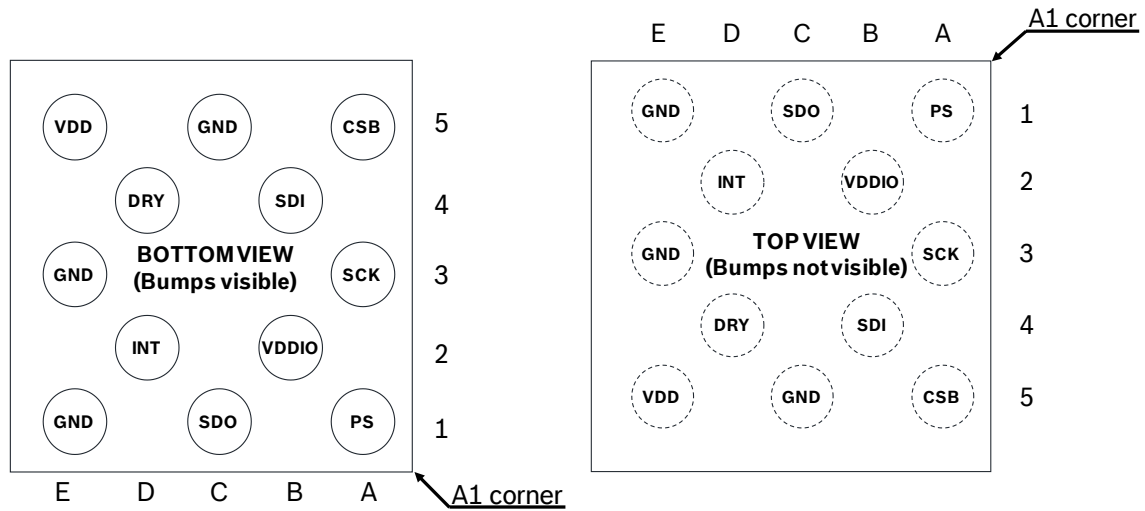 A1 corner
E D C B A
VDD GND CSB 5
DRY SDI 4
BOTTOM VIEW
(Bumps visible)
GND SCK 3
INT VDDIO 2
GND SDO PS 1
E D C B A
A1 corner
GND SDO PS 1
INT VDDIO 2
TOP VIEW
(Bumps not visible)
GND SCK 3
DRY SDI 4
VDD GND CSB 5